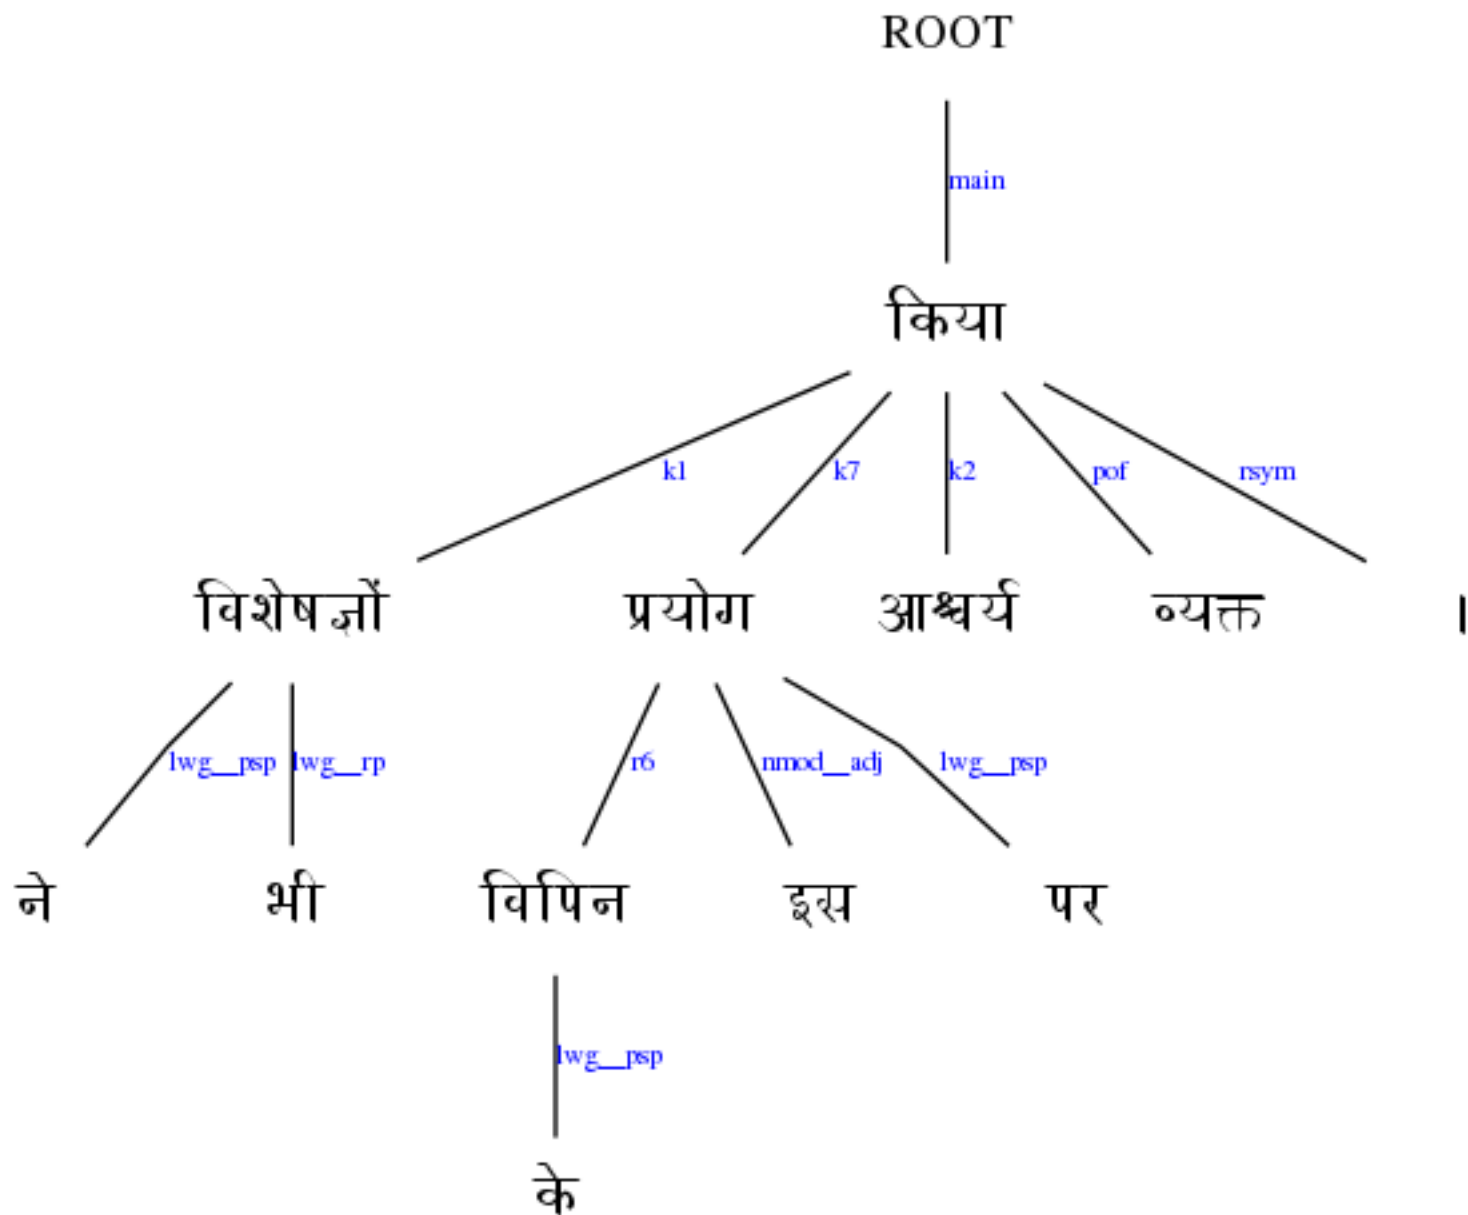 ROOT
main
किया
k1 k7 k2 pof rsym
विशेषज्ञों प्रयोग आश्चर्य व्यक्त ।
lwg__psp lwg__rp r6 nmod__adj lwg__psp
ने भी विपिन इस पर
lwg__psp
के